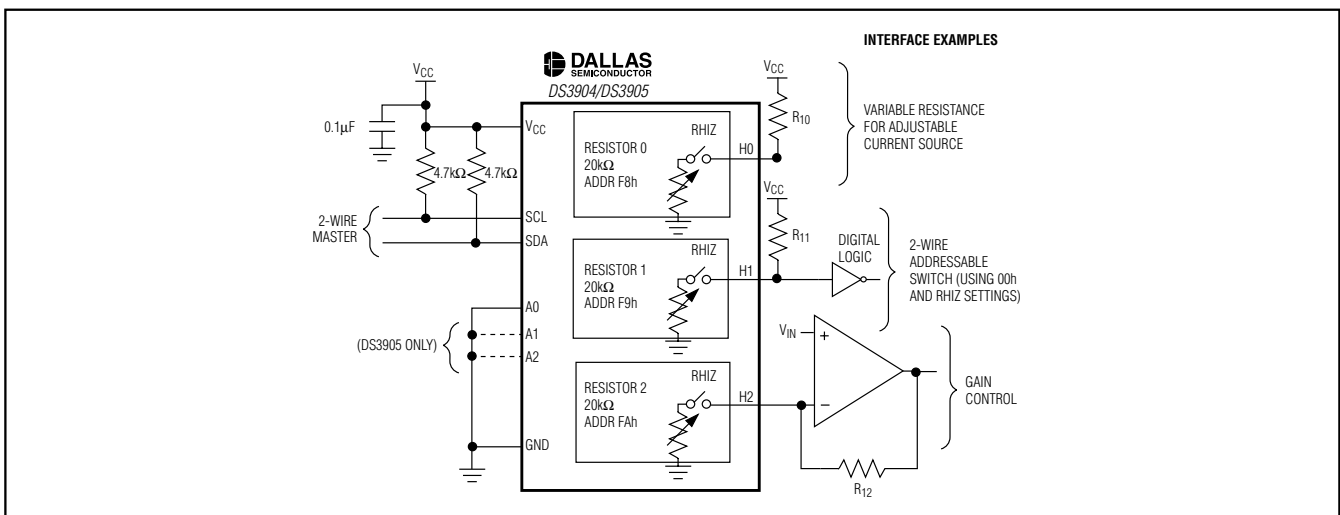 INTERFACE EXAMPLES
DALLAS
SEMICONDUCTOR
DS3904/DS3905
VCC
0.1µF
4.7kΩ
4.7kΩ
2-WIRE
MASTER
(DS3905 ONLY)
VCC
SCL
SDA
A0
A1
A2
GND
RESISTOR 0
20kΩ
ADDR F8h
RHIZ
H0
RESISTOR 1
20kΩ
ADDR F9h
RHIZ
H1
RESISTOR 2
20kΩ
ADDR FAh
RHIZ
H2
VCC
R10
VARIABLE RESISTANCE
FOR ADJUSTABLE
CURRENT SOURCE
VCC
R11
DIGITAL
LOGIC
2-WIRE
ADDRESSABLE
SWITCH (USING 00h
AND RHIZ SETTINGS)
VIN
+
−
R12
GAIN
CONTROL